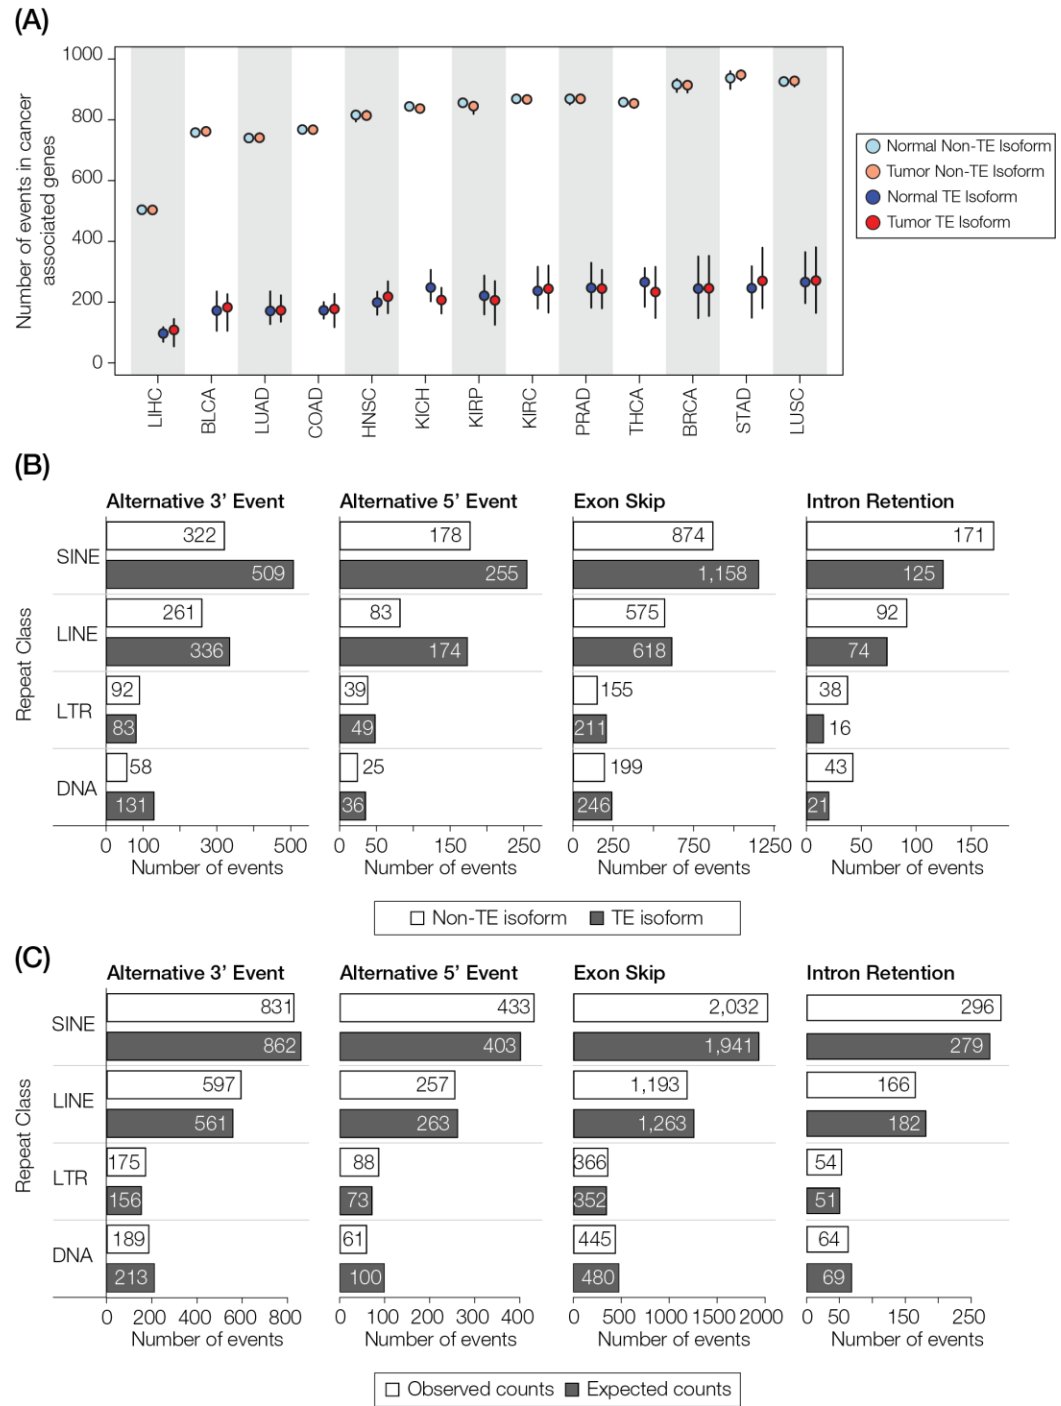 (A)
1000
800
600
400
200
0
Number of events in cancer
associated genes
LIHC
BLCA
LUAD
COAD
HNSC
KICH
KIRP
KIRC
PRAD
THCA
BRCA
STAD
LUSC
Normal Non-TE Isoform
Tumor Non-TE Isoform
Normal TE Isoform
Tumor TE Isoform
(B)
Alternative 3’ Event Alternative 5’ Event Exon Skip Intron Retention
Repeat Class
SINE
322 178 874 171
509 255 1,158 125
LINE
261 83 575 92
336 174 618 74
LTR
92 39 155 38
83 49 211 16
DNA
58 25 199 43
131 36 246 21
0 100 300 500 0 50 150 250 0 250 750 1250 0 50 100 150
Number of events Number of events Number of events Number of events
Non-TE isoform TE isoform
(C)
Alternative 3’ Event Alternative 5’ Event Exon Skip Intron Retention
Repeat Class
SINE
831 433 2,032 296
862 403 1,941 279
LINE
597 257 1,193 166
561 263 1,263 182
LTR
175 88 366 54
156 73 352 51
DNA
189 61 445 64
213 100 480 69
0 200 400 600 800 0 100 200 300 400 0 500 1000 1500 2000 0 50 150 250
Number of events Number of events Number of events Number of events
Observed counts Expected counts